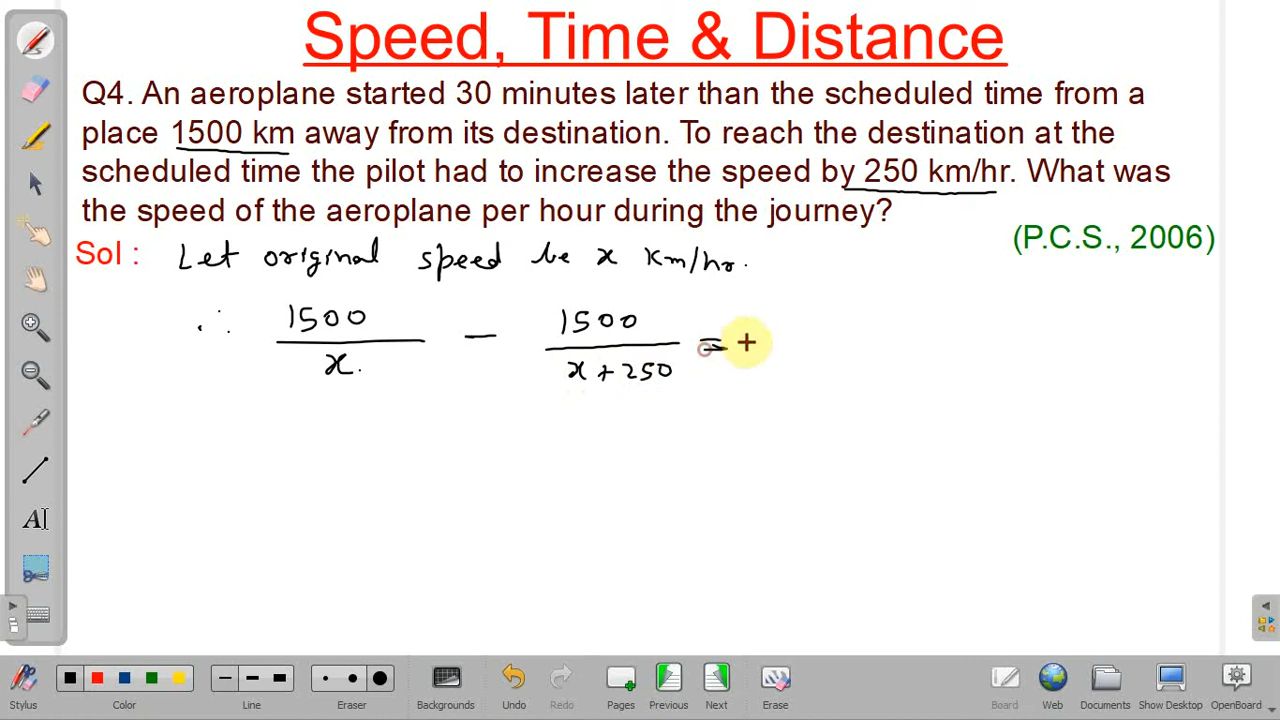 Speed, Time & Distance
Q4. An aeroplane started 30 minutes later than the scheduled time from a
place 1500 km away from its destination. To reach the destination at the
scheduled time the pilot had to increase the speed by 250 km/hr. What was
the speed of the aeroplane per hour during the journey?
(P.C.S., 2006)
Sol : Let original speed be x km/hr.
∴ 1500/x - 1500/(x+250) =
AI
Stylus Color Line Eraser Backgrounds Undo Redo Pages Previous Next Erase Board Web Documents Show Desktop OpenBoard